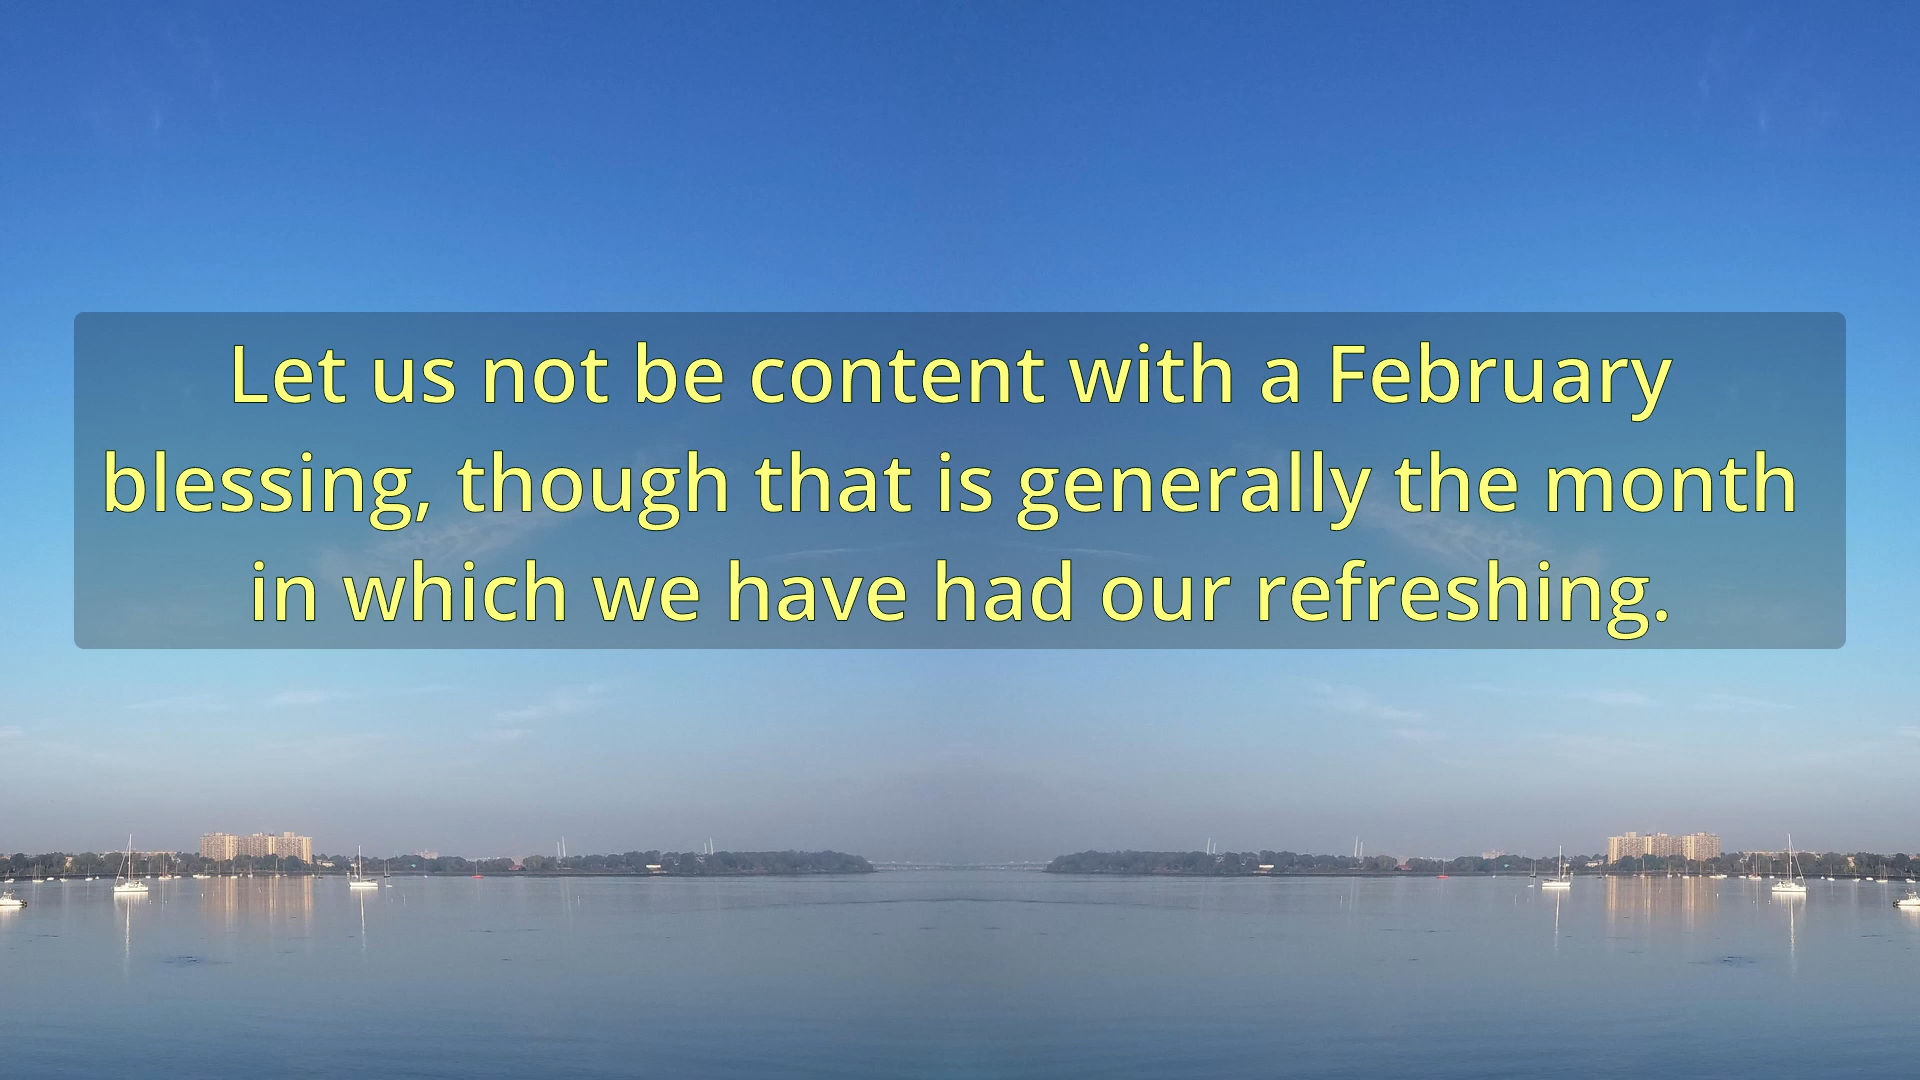 Let us not be content with a February
blessing, though that is generally the month
in which we have had our refreshing.